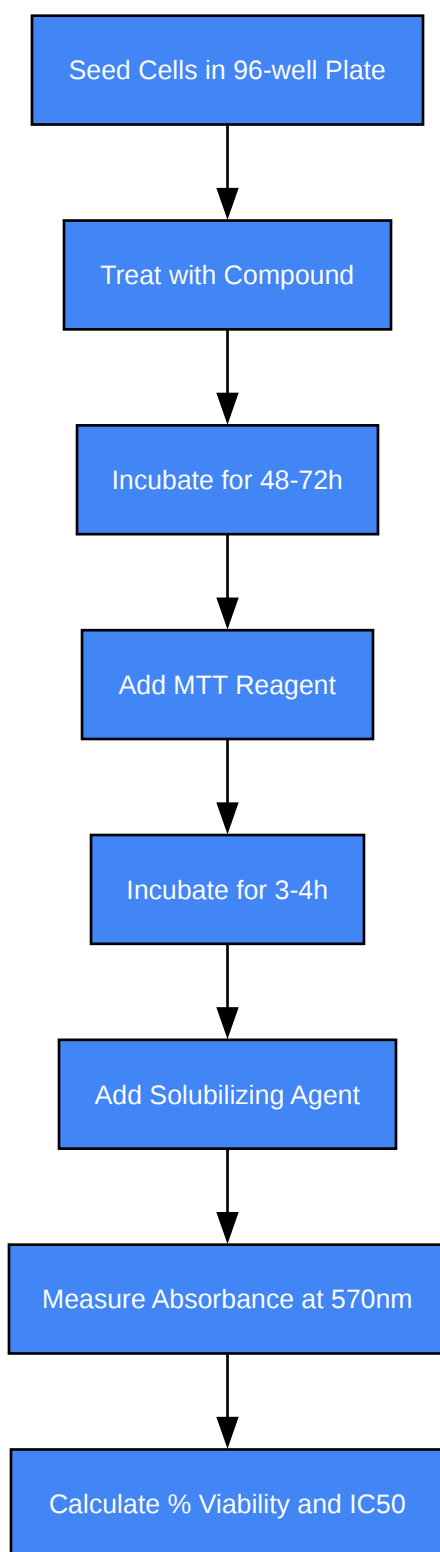 Seed Cells in 96-well Plate
Treat with Compound
Incubate for 48-72h
Add MTT Reagent
Incubate for 3-4h
Add Solubilizing Agent
Measure Absorbance at 570nm
Calculate % Viability and IC50